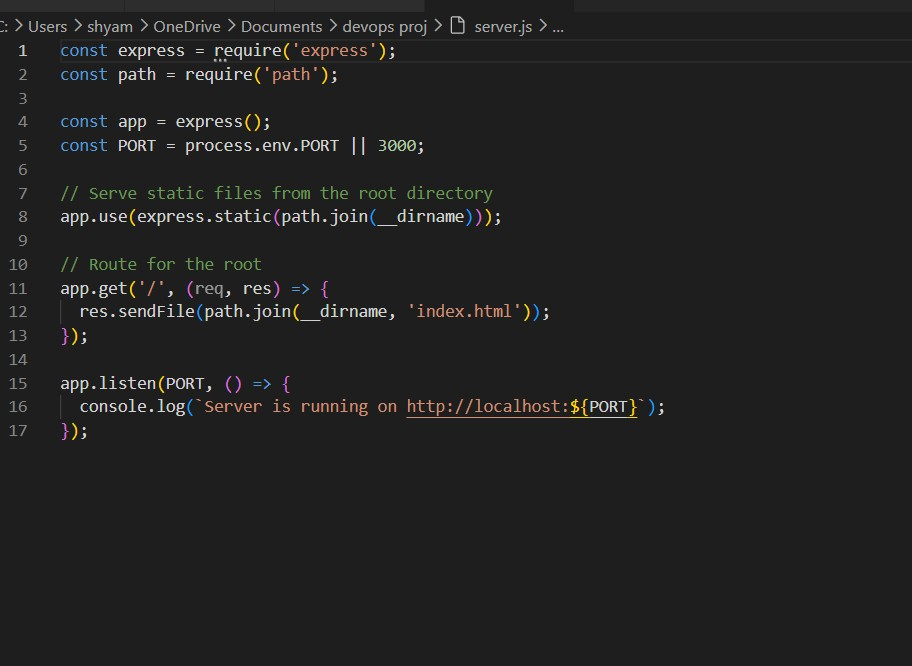 C: > Users > shyam > OneDrive > Documents > devops proj > server.js > ...
1 const express = require('express');
2 const path = require('path');
3
4 const app = express();
5 const PORT = process.env.PORT || 3000;
6
7 // Serve static files from the root directory
8 app.use(express.static(path.join(__dirname)));
9
10 // Route for the root
11 app.get('/', (req, res) => {
12   res.sendFile(path.join(__dirname, 'index.html'));
13 });
14
15 app.listen(PORT, () => {
16   console.log(`Server is running on http://localhost:${PORT}`);
17 });